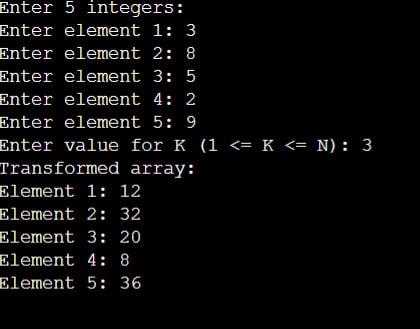 Enter 5 integers:
Enter element 1: 3
Enter element 2: 8
Enter element 3: 5
Enter element 4: 2
Enter element 5: 9
Enter value for K (1 <= K <= N): 3
Transformed array:
Element 1: 12
Element 2: 32
Element 3: 20
Element 4: 8
Element 5: 36